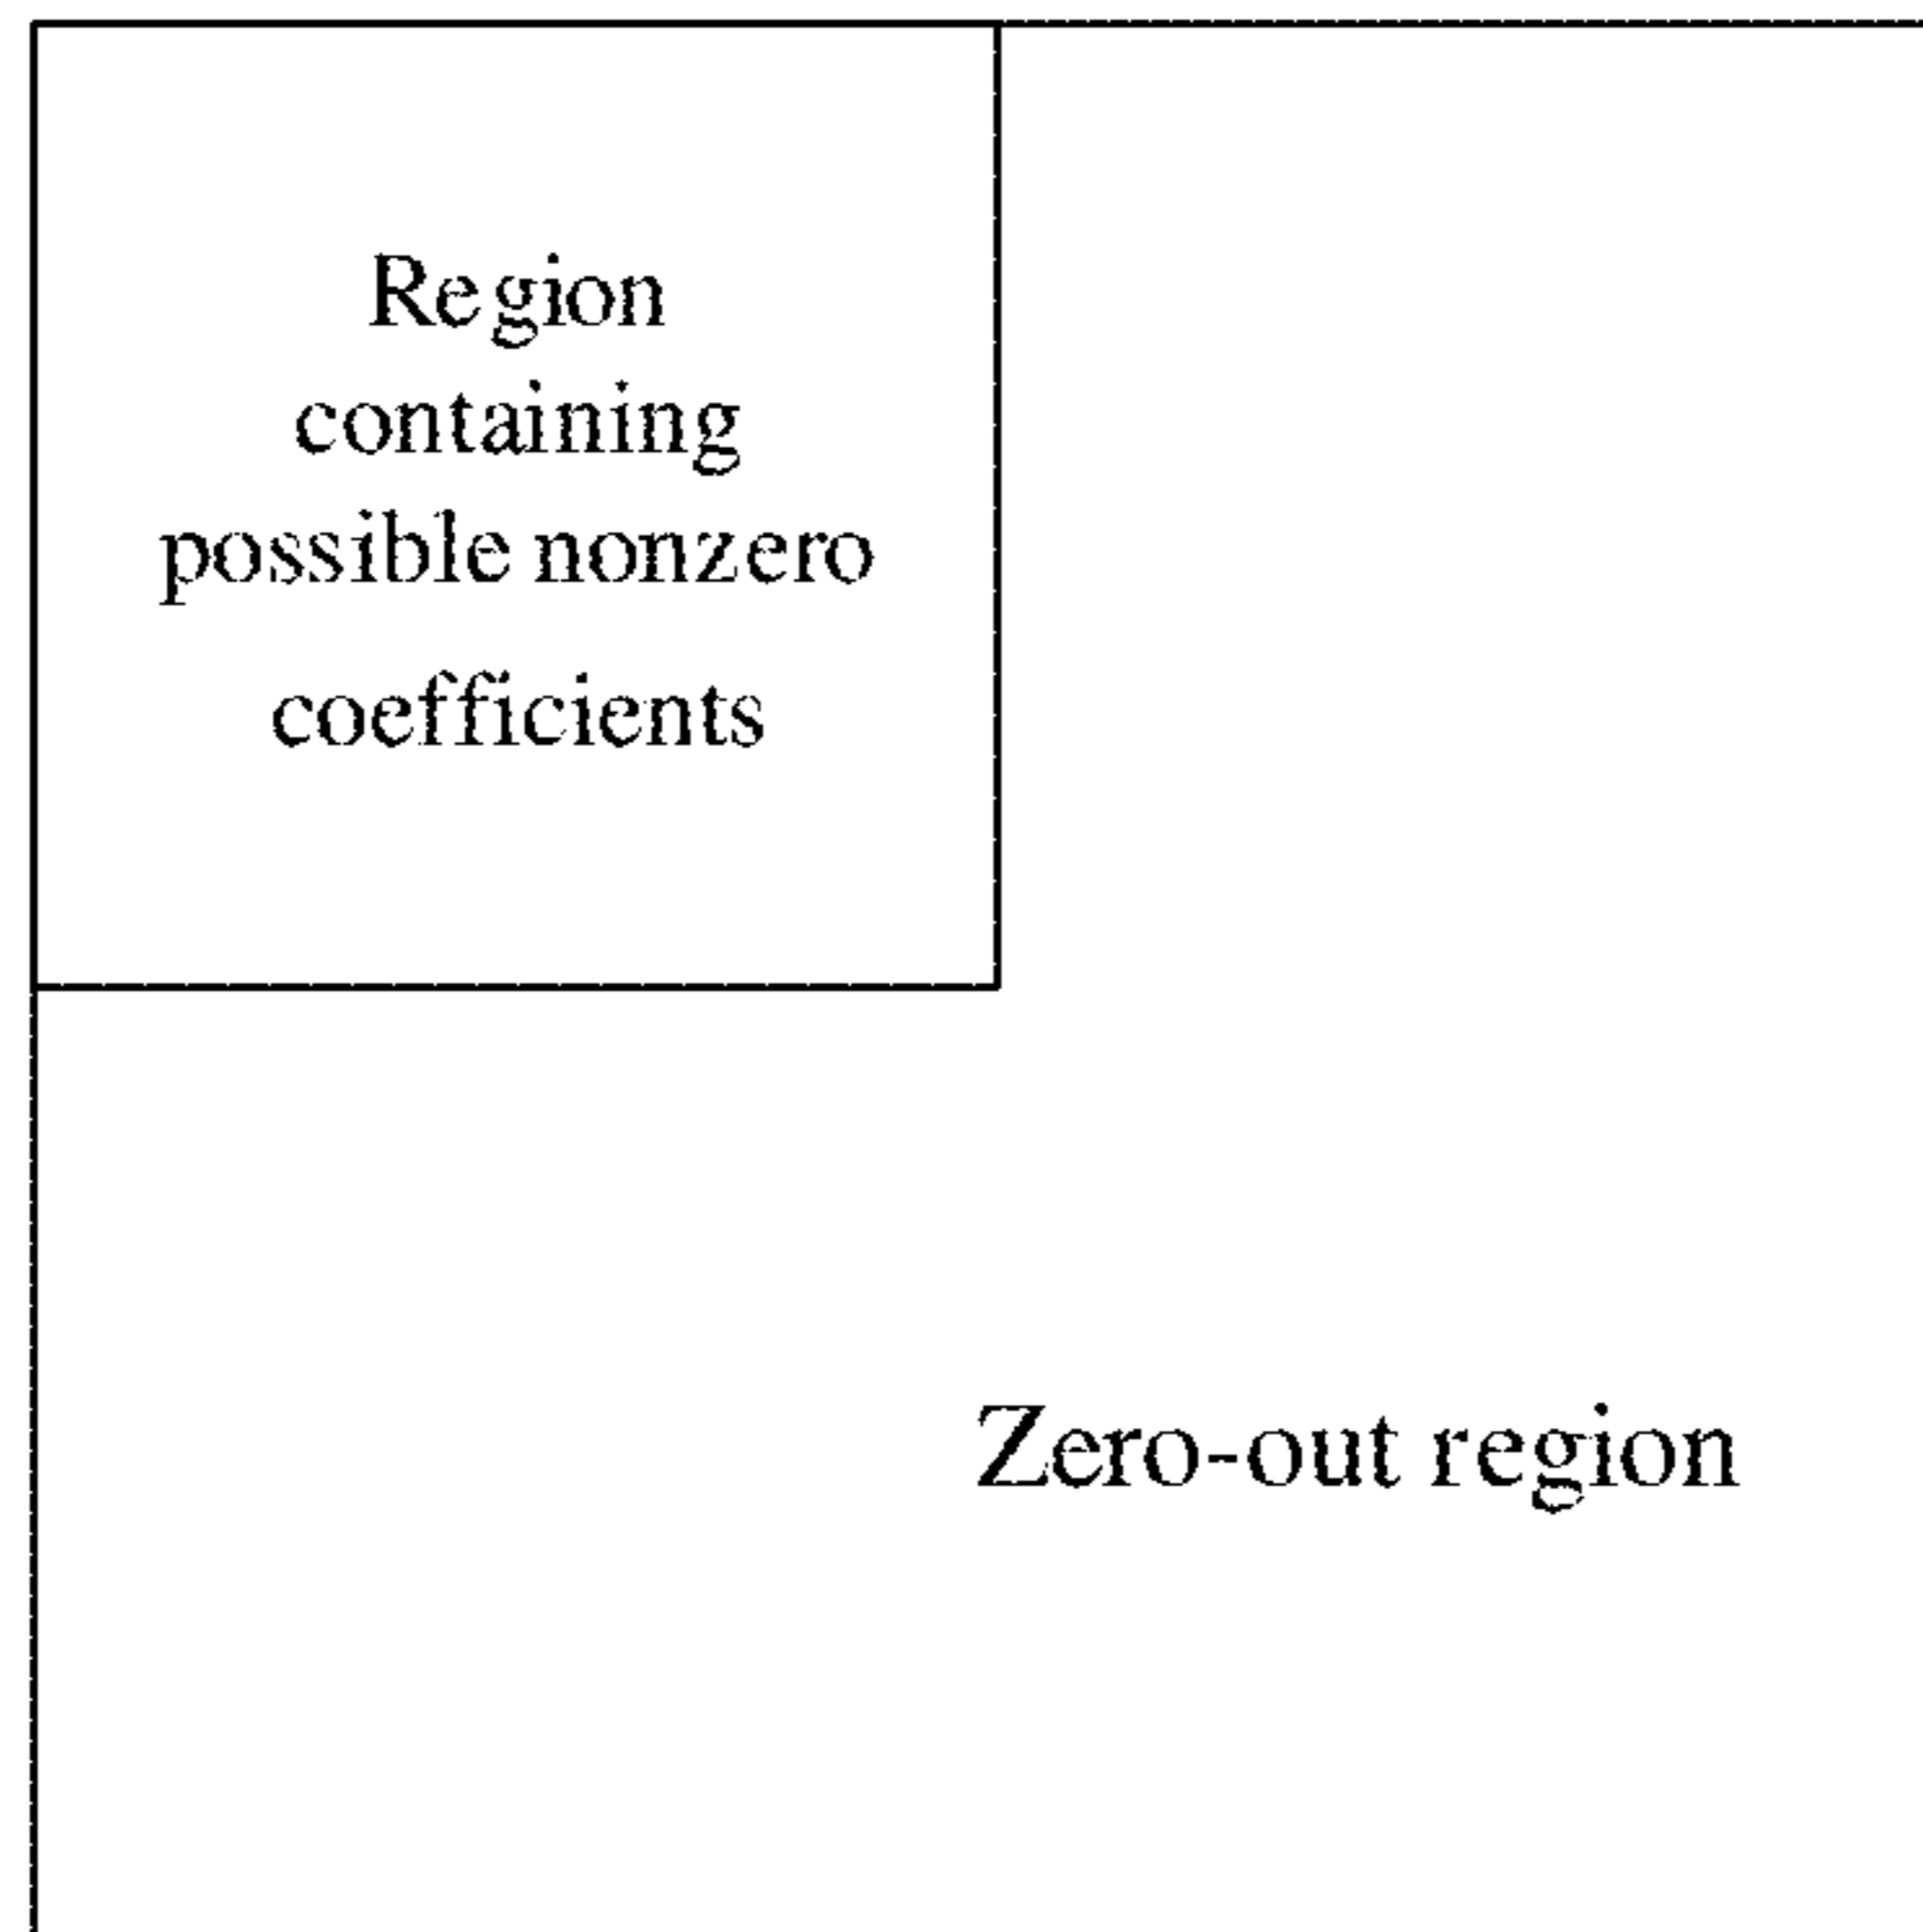 Region
containing
possible nonzero
coefficients
Zero-out region